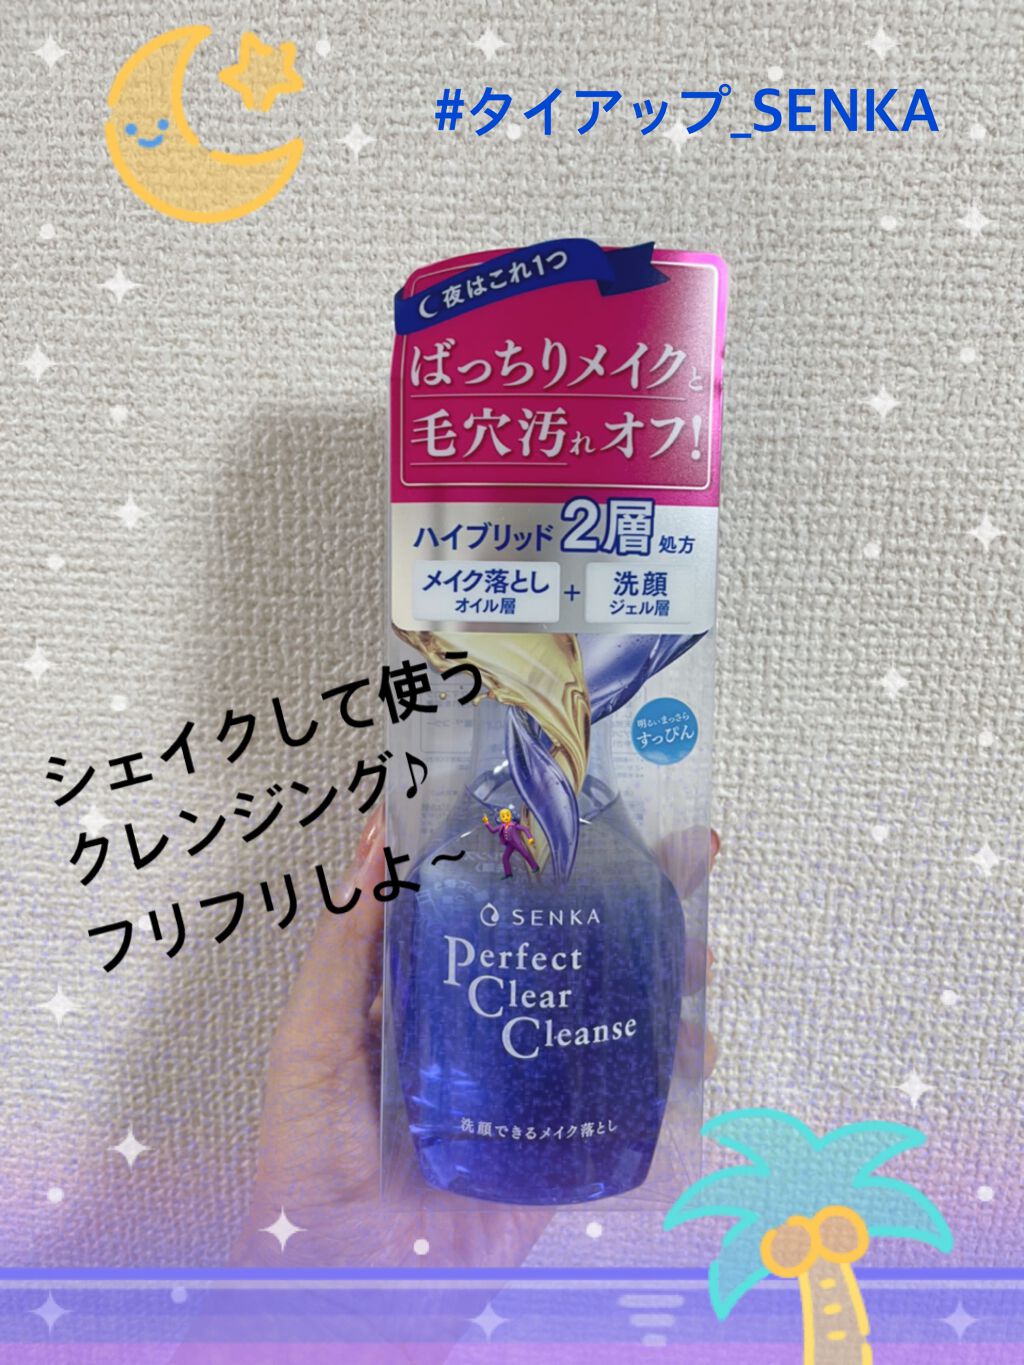 #タイアップ_SENKA
夜はこれ1つ
ばっちりメイクと
毛穴汚れオフ!
ハイブリッド2層処方
メイク落とし
オイル層
+
洗顔
ジェル層
明るいまっさら
すっぴん
シェイクして使う
クレンジング♪
フリフリしよ~
SENKA
Perfect
Clear
Cleanse
洗顔できるメイク落とし